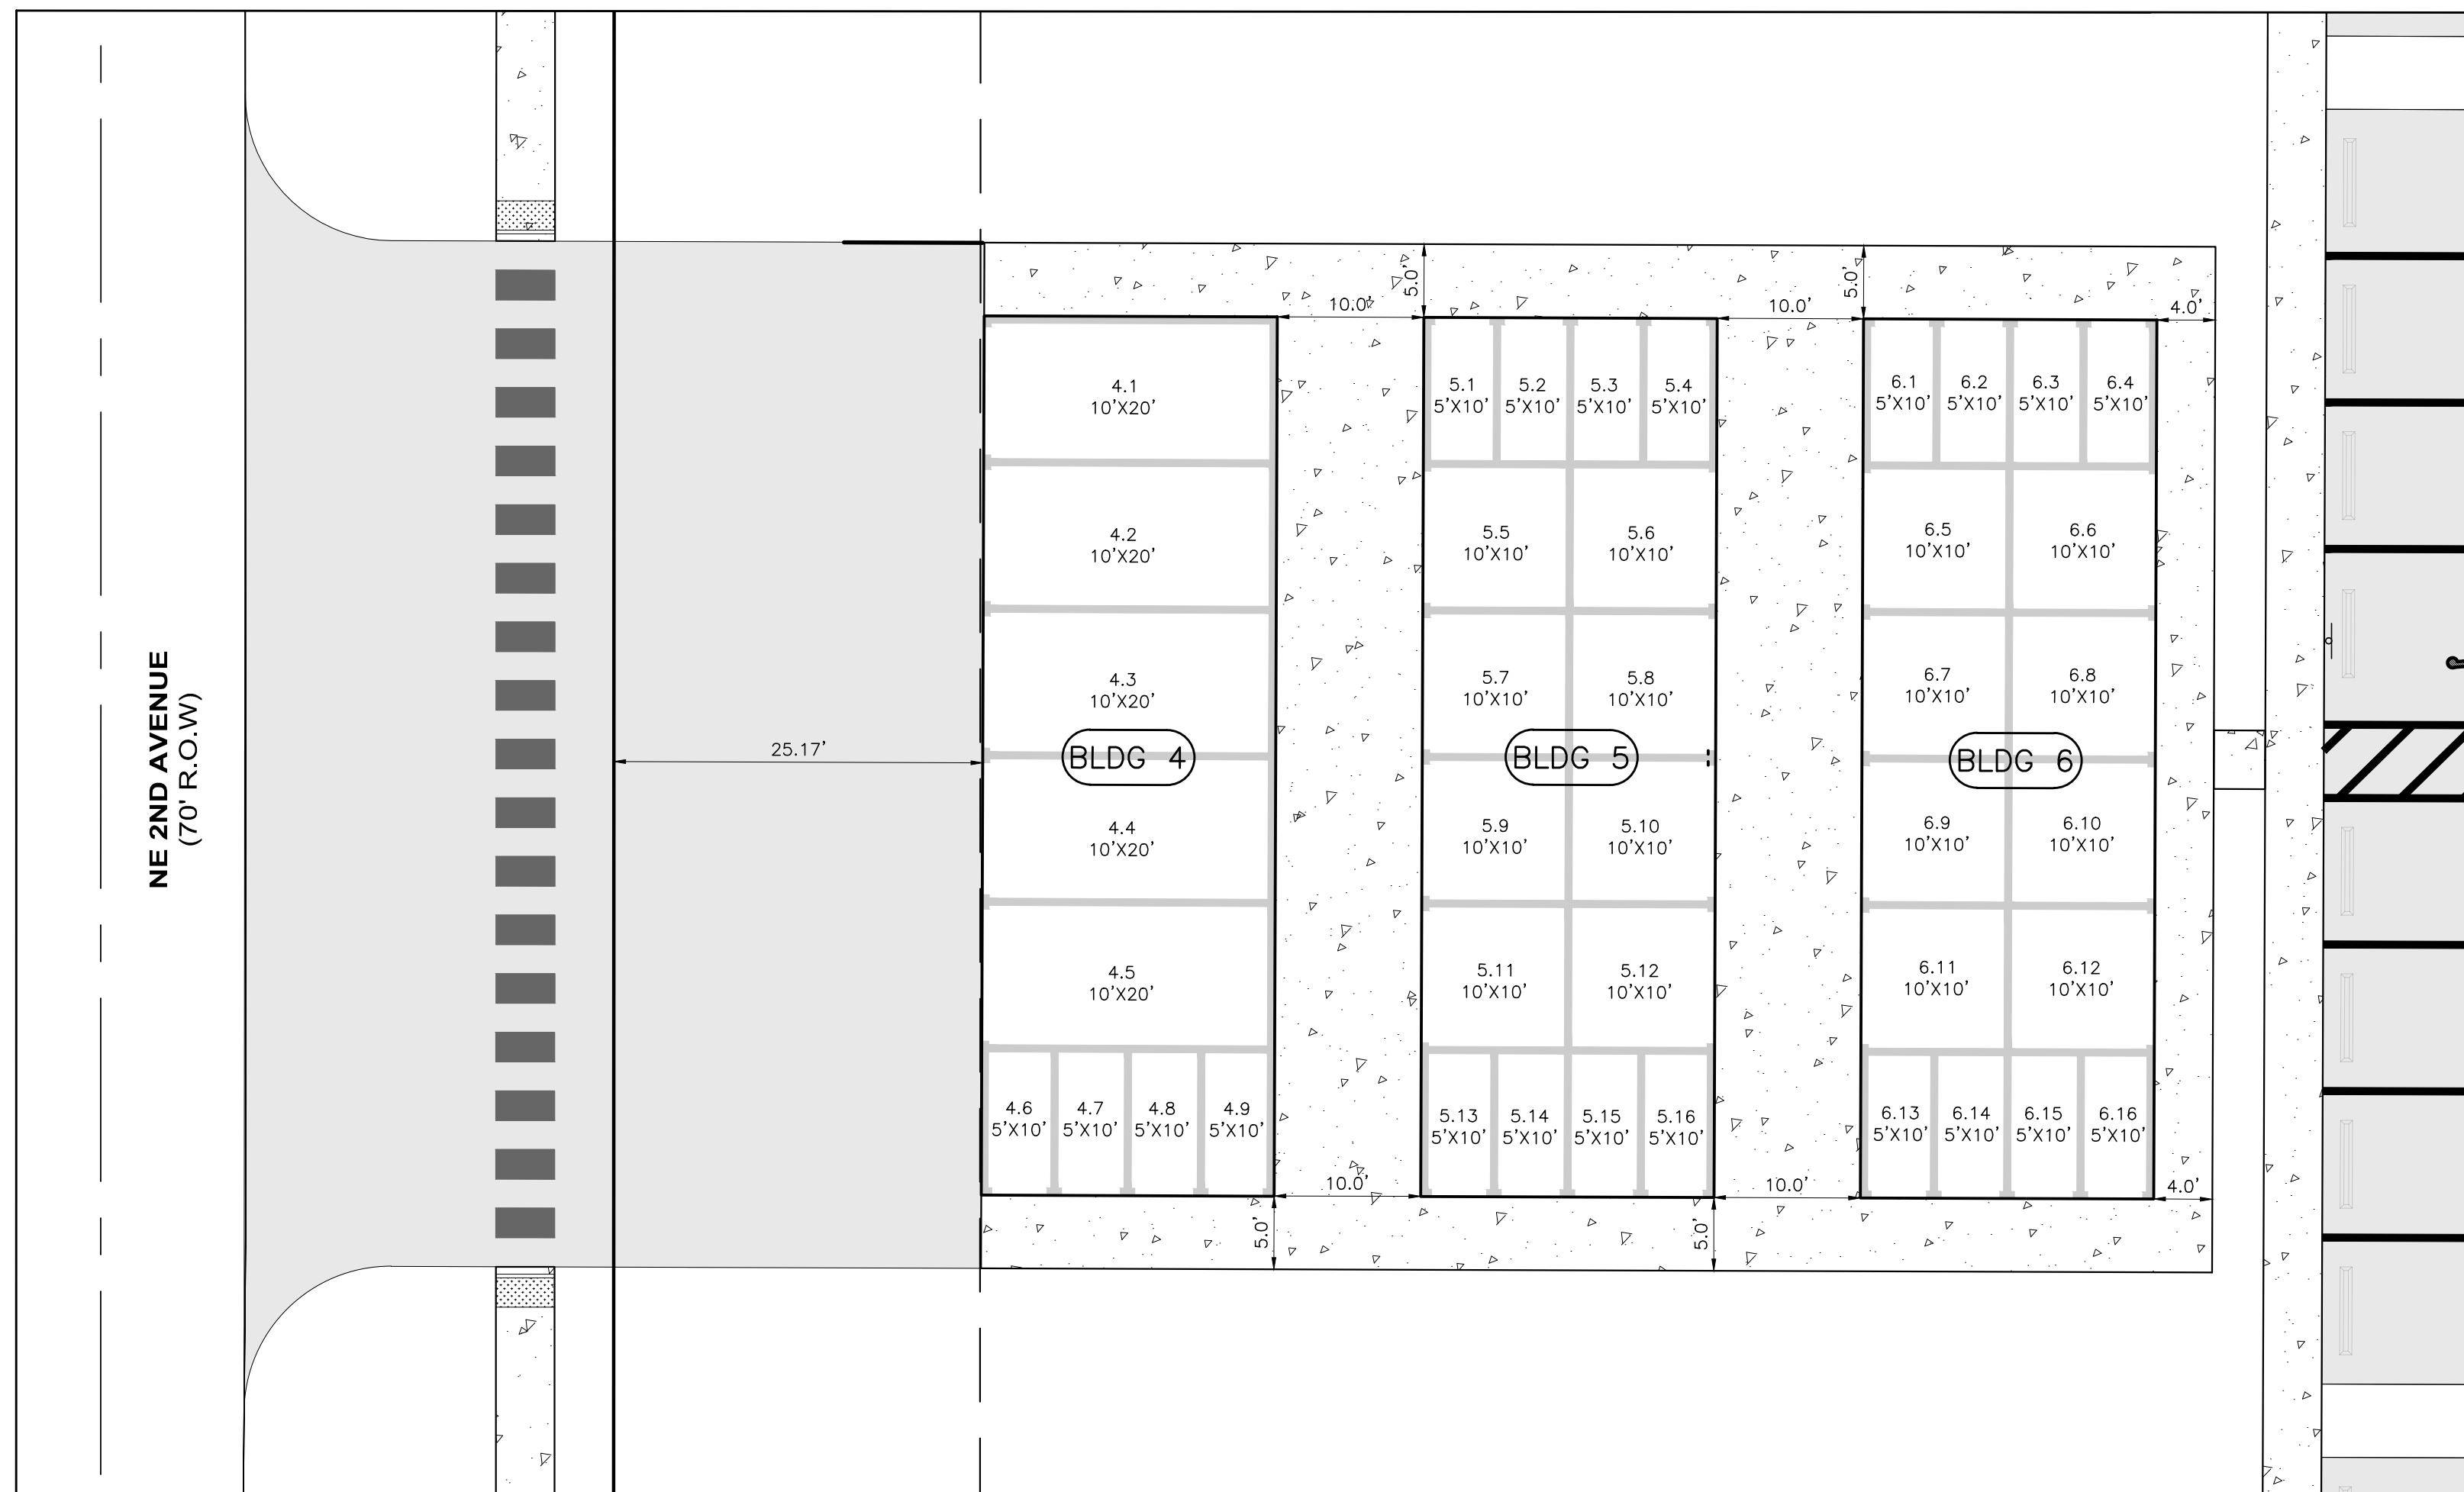 NE 2ND AVENUE
(70' R.O.W)
25.17'
10.0'
5.0'
10.0'
5.0'
4.0'
4.1
10'X20'
4.2
10'X20'
4.3
10'X20'
BLDG 4
4.4
10'X20'
4.5
10'X20'
4.6
5'X10'
4.7
5'X10'
4.8
5'X10'
4.9
5'X10'
5.1
5'X10'
5.2
5'X10'
5.3
5'X10'
5.4
5'X10'
5.5
10'X10'
5.6
10'X10'
5.7
10'X10'
5.8
10'X10'
BLDG 5
5.9
10'X10'
5.10
10'X10'
5.11
10'X10'
5.12
10'X10'
5.13
5'X10'
5.14
5'X10'
5.15
5'X10'
5.16
5'X10'
6.1
5'X10'
6.2
5'X10'
6.3
5'X10'
6.4
5'X10'
6.5
10'X10'
6.6
10'X10'
6.7
10'X10'
6.8
10'X10'
BLDG 6
6.9
10'X10'
6.10
10'X10'
6.11
10'X10'
6.12
10'X10'
6.13
5'X10'
6.14
5'X10'
6.15
5'X10'
6.16
5'X10'
10.0'
5.0'
10.0'
5.0'
4.0'